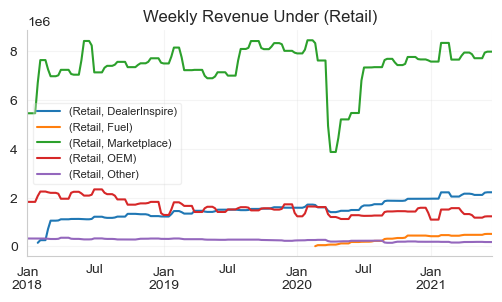 Weekly Revenue Under (Retail)
1e6
8
6
4
2
0
(Retail, DealerInspire)
(Retail, Fuel)
(Retail, Marketplace)
(Retail, OEM)
(Retail, Other)
Jan Jul Jan Jul Jan Jul Jan
2018 2019 2020 2021